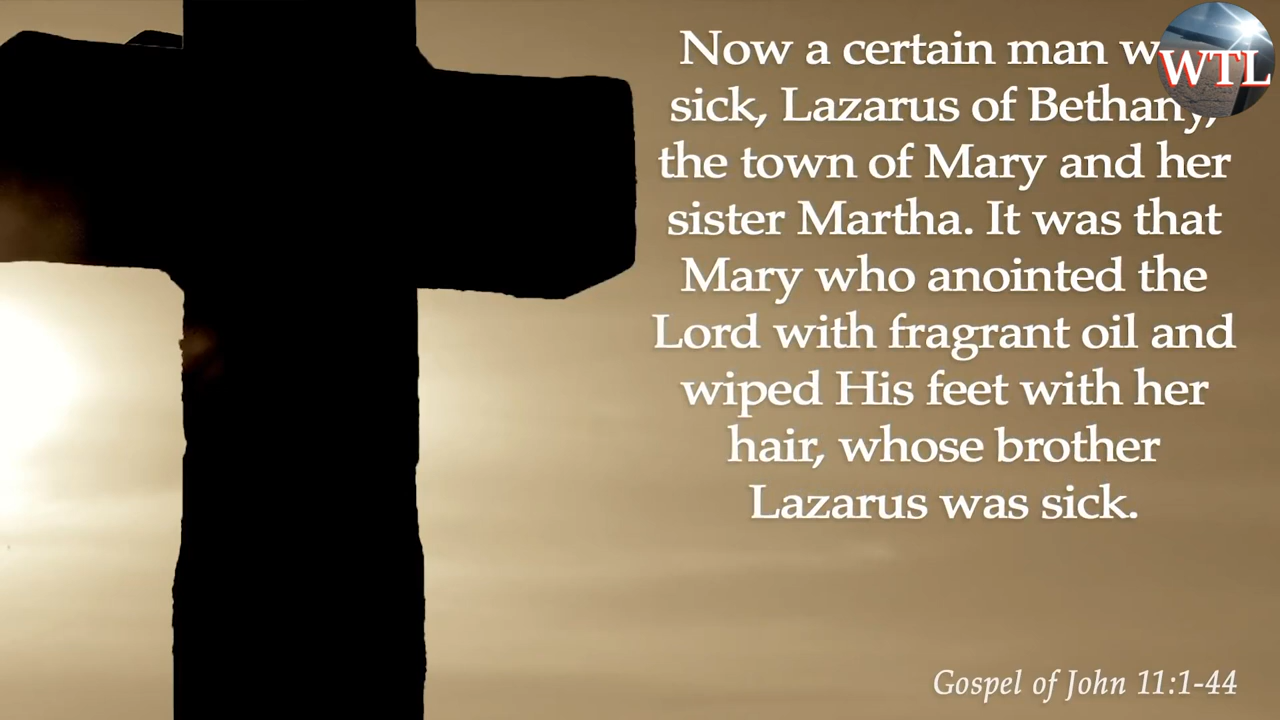 Now a certain man w
WTL
sick, Lazarus of Bethany,
the town of Mary and her
sister Martha. It was that
Mary who anointed the
Lord with fragrant oil and
wiped His feet with her
hair, whose brother
Lazarus was sick.
Gospel of John 11:1-44